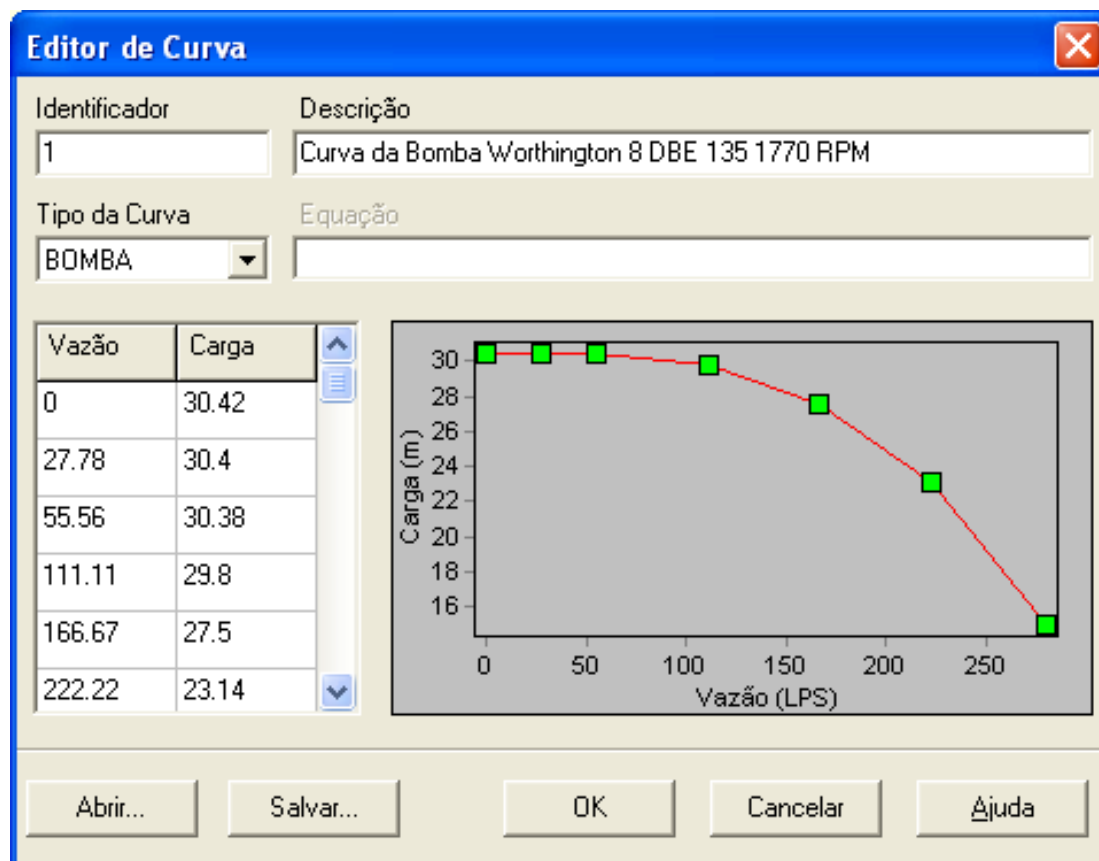 Editor de Curva
Identificador
Descrição
1
Curva da Bomba Worthington 8 DBE 135 1770 RPM
Tipo da Curva
Equação
BOMBA
Vazão Carga
0 30.42
27.78 30.4
55.56 30.38
111.11 29.8
166.67 27.5
222.22 23.14
Carga (m)
30
28
26
24
22
20
18
16
0 50 100 150 200 250
Vazão (LPS)
Abrir... Salvar... OK Cancelar Ajuda